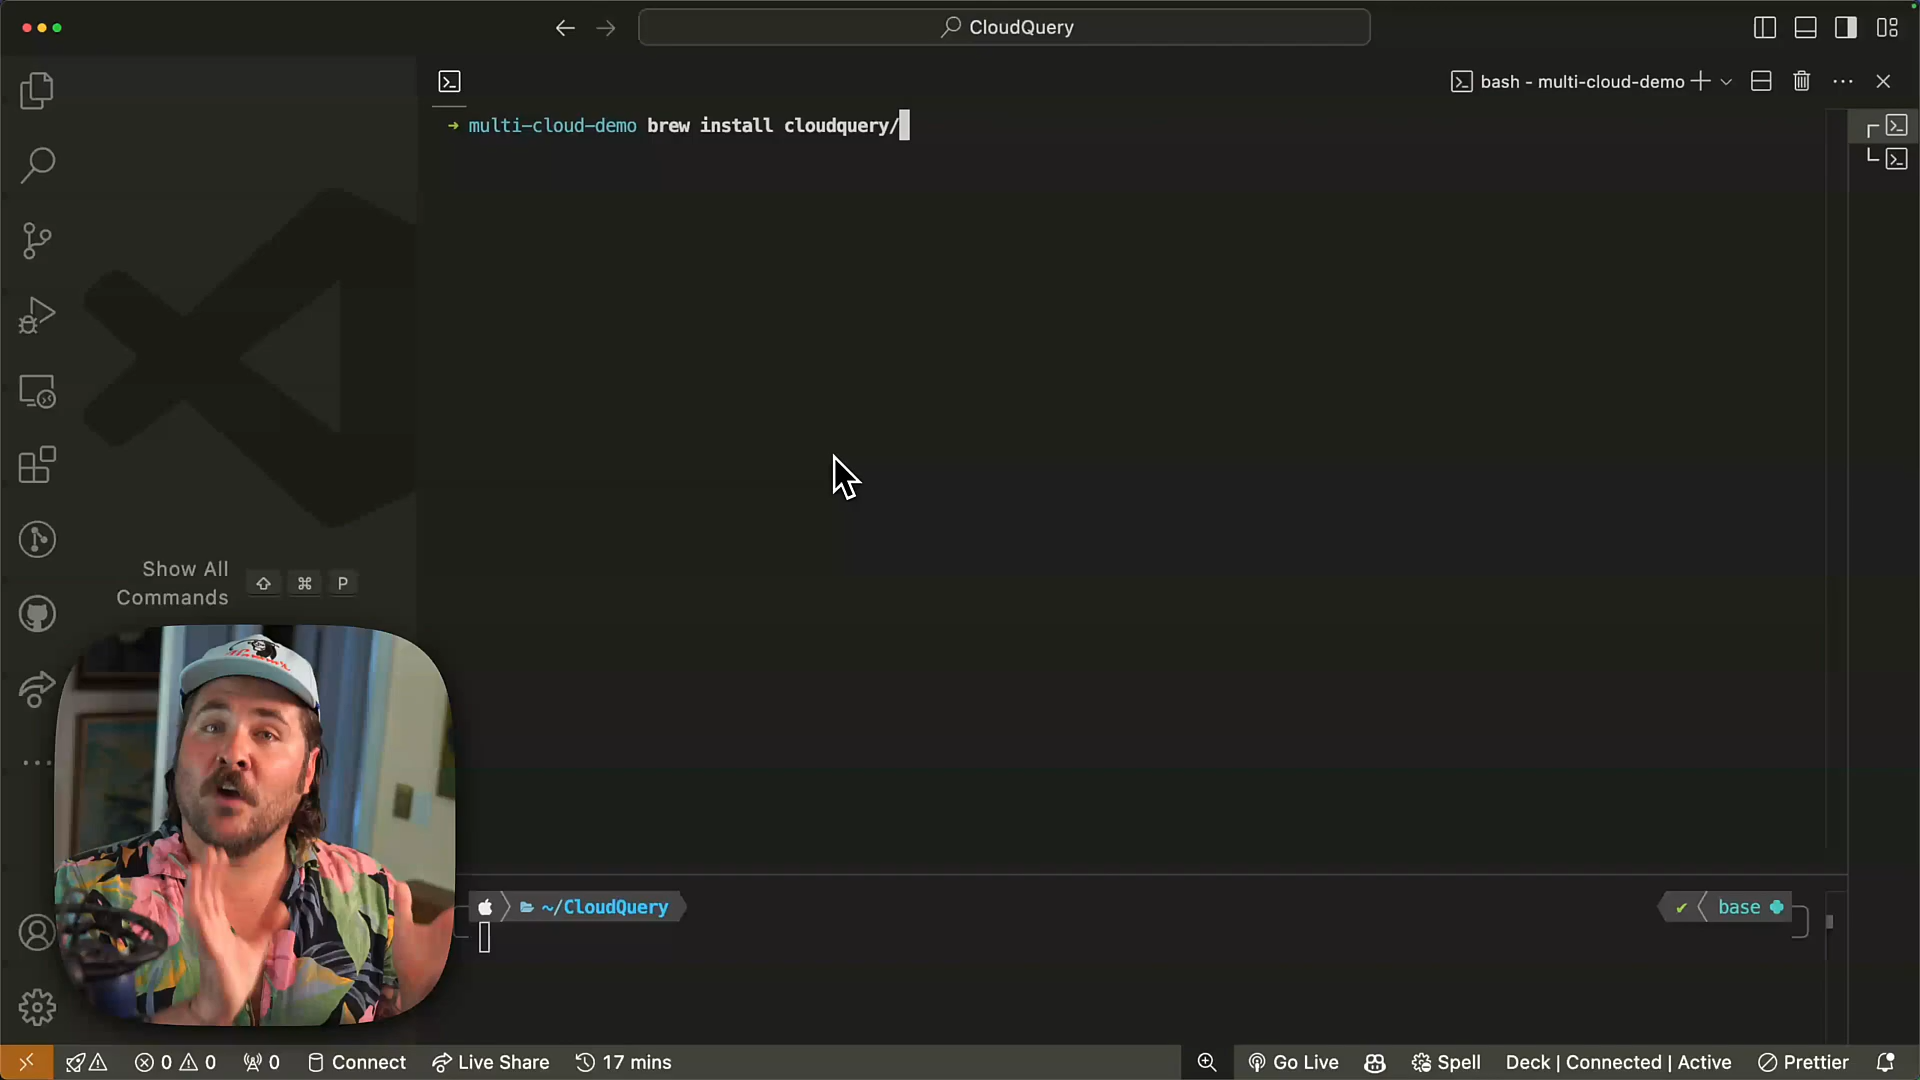 CloudQuery
bash - multi-cloud-demo
→ multi-cloud-demo brew install cloudquery/
Show All
Commands
⇧ ⌘ P
~/CloudQuery
✔ base
0 0
0
Connect
Live Share
17 mins
Go Live
Spell
Deck | Connected | Active
Prettier